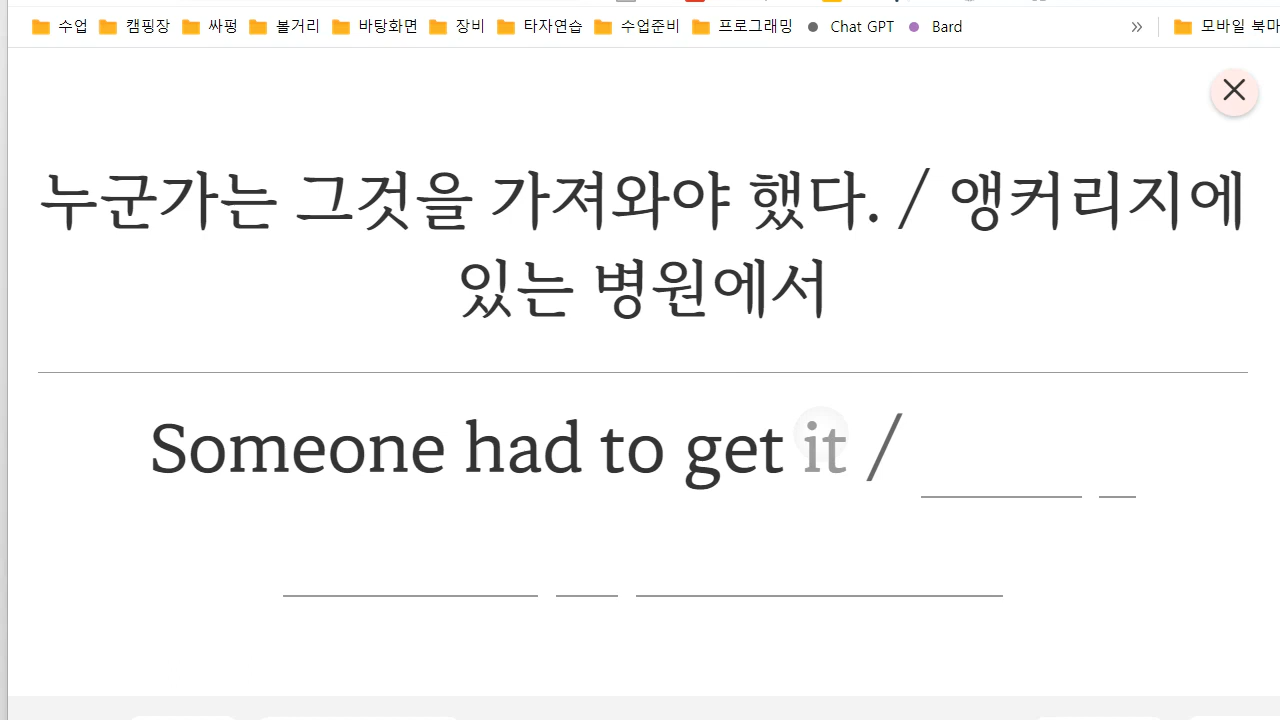 수업 캠핑장 싸펑 볼거리 바탕화면 장비 타자연습 수업준비 프로그래밍 Chat GPT Bard » 모바일 북마
누군가는 그것을 가져와야 했다. / 앵커리지에
있는 병원에서
Someone had to get it /